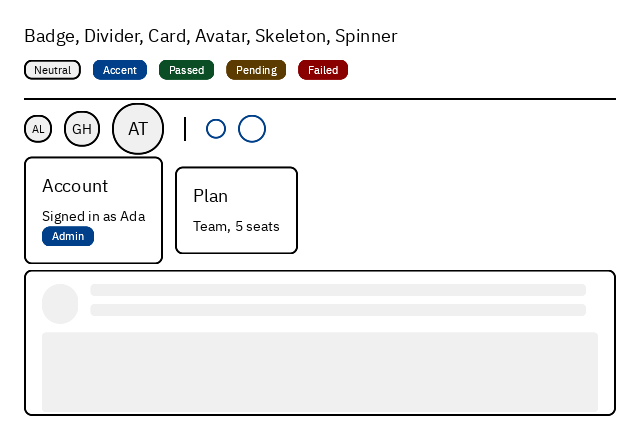 Badge, Divider, Card, Avatar, Skeleton, Spinner
Neutral Accent Passed Pending Failed
AL GH AT
Account
Signed in as Ada
Admin
Plan
Team, 5 seats